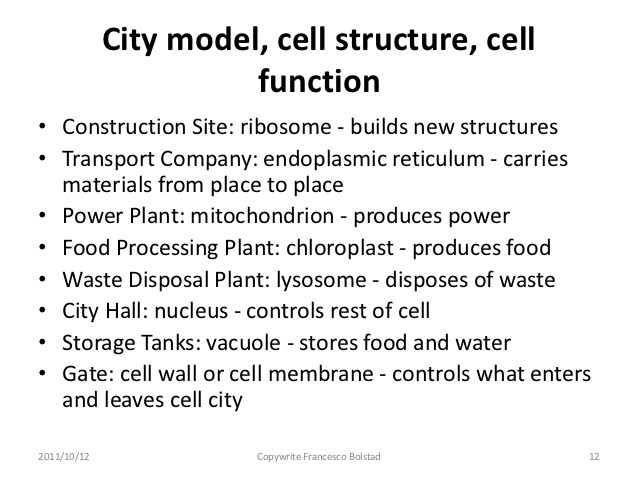 City model, cell structure, cell
function
• Construction Site: ribosome - builds new structures
• Transport Company: endoplasmic reticulum - carries
materials from place to place
• Power Plant: mitochondrion - produces power
• Food Processing Plant: chloroplast - produces food
• Waste Disposal Plant: lysosome - disposes of waste
• City Hall: nucleus - controls rest of cell
• Storage Tanks: vacuole - stores food and water
• Gate: cell wall or cell membrane - controls what enters
and leaves cell city
2011/10/12 Copywrite Francesco Bolstad 12